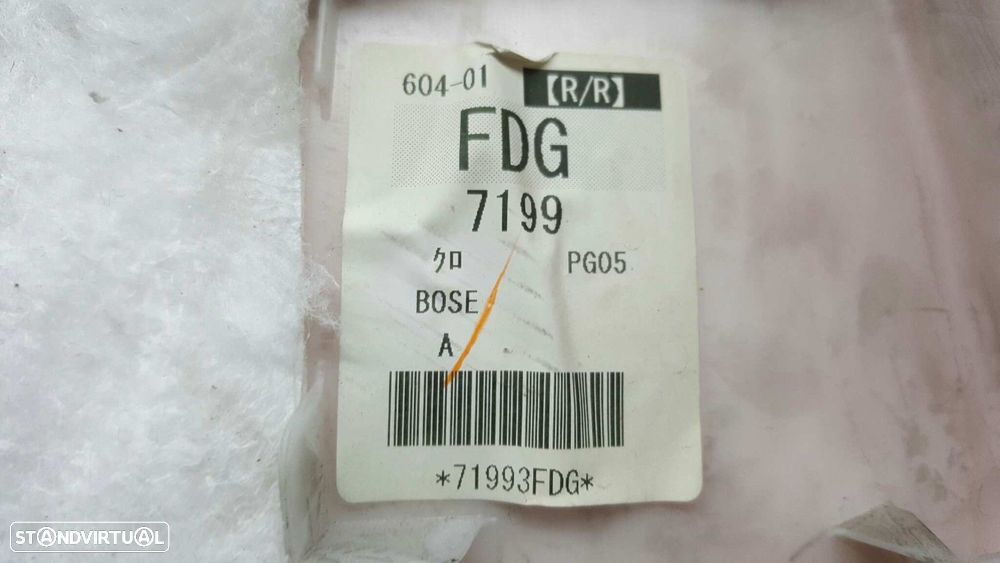 604-01 【R/R】
FDG
7199
ｸﾛ PG05
BOSE
A
*71993FDG*
STANDVIRTUAL